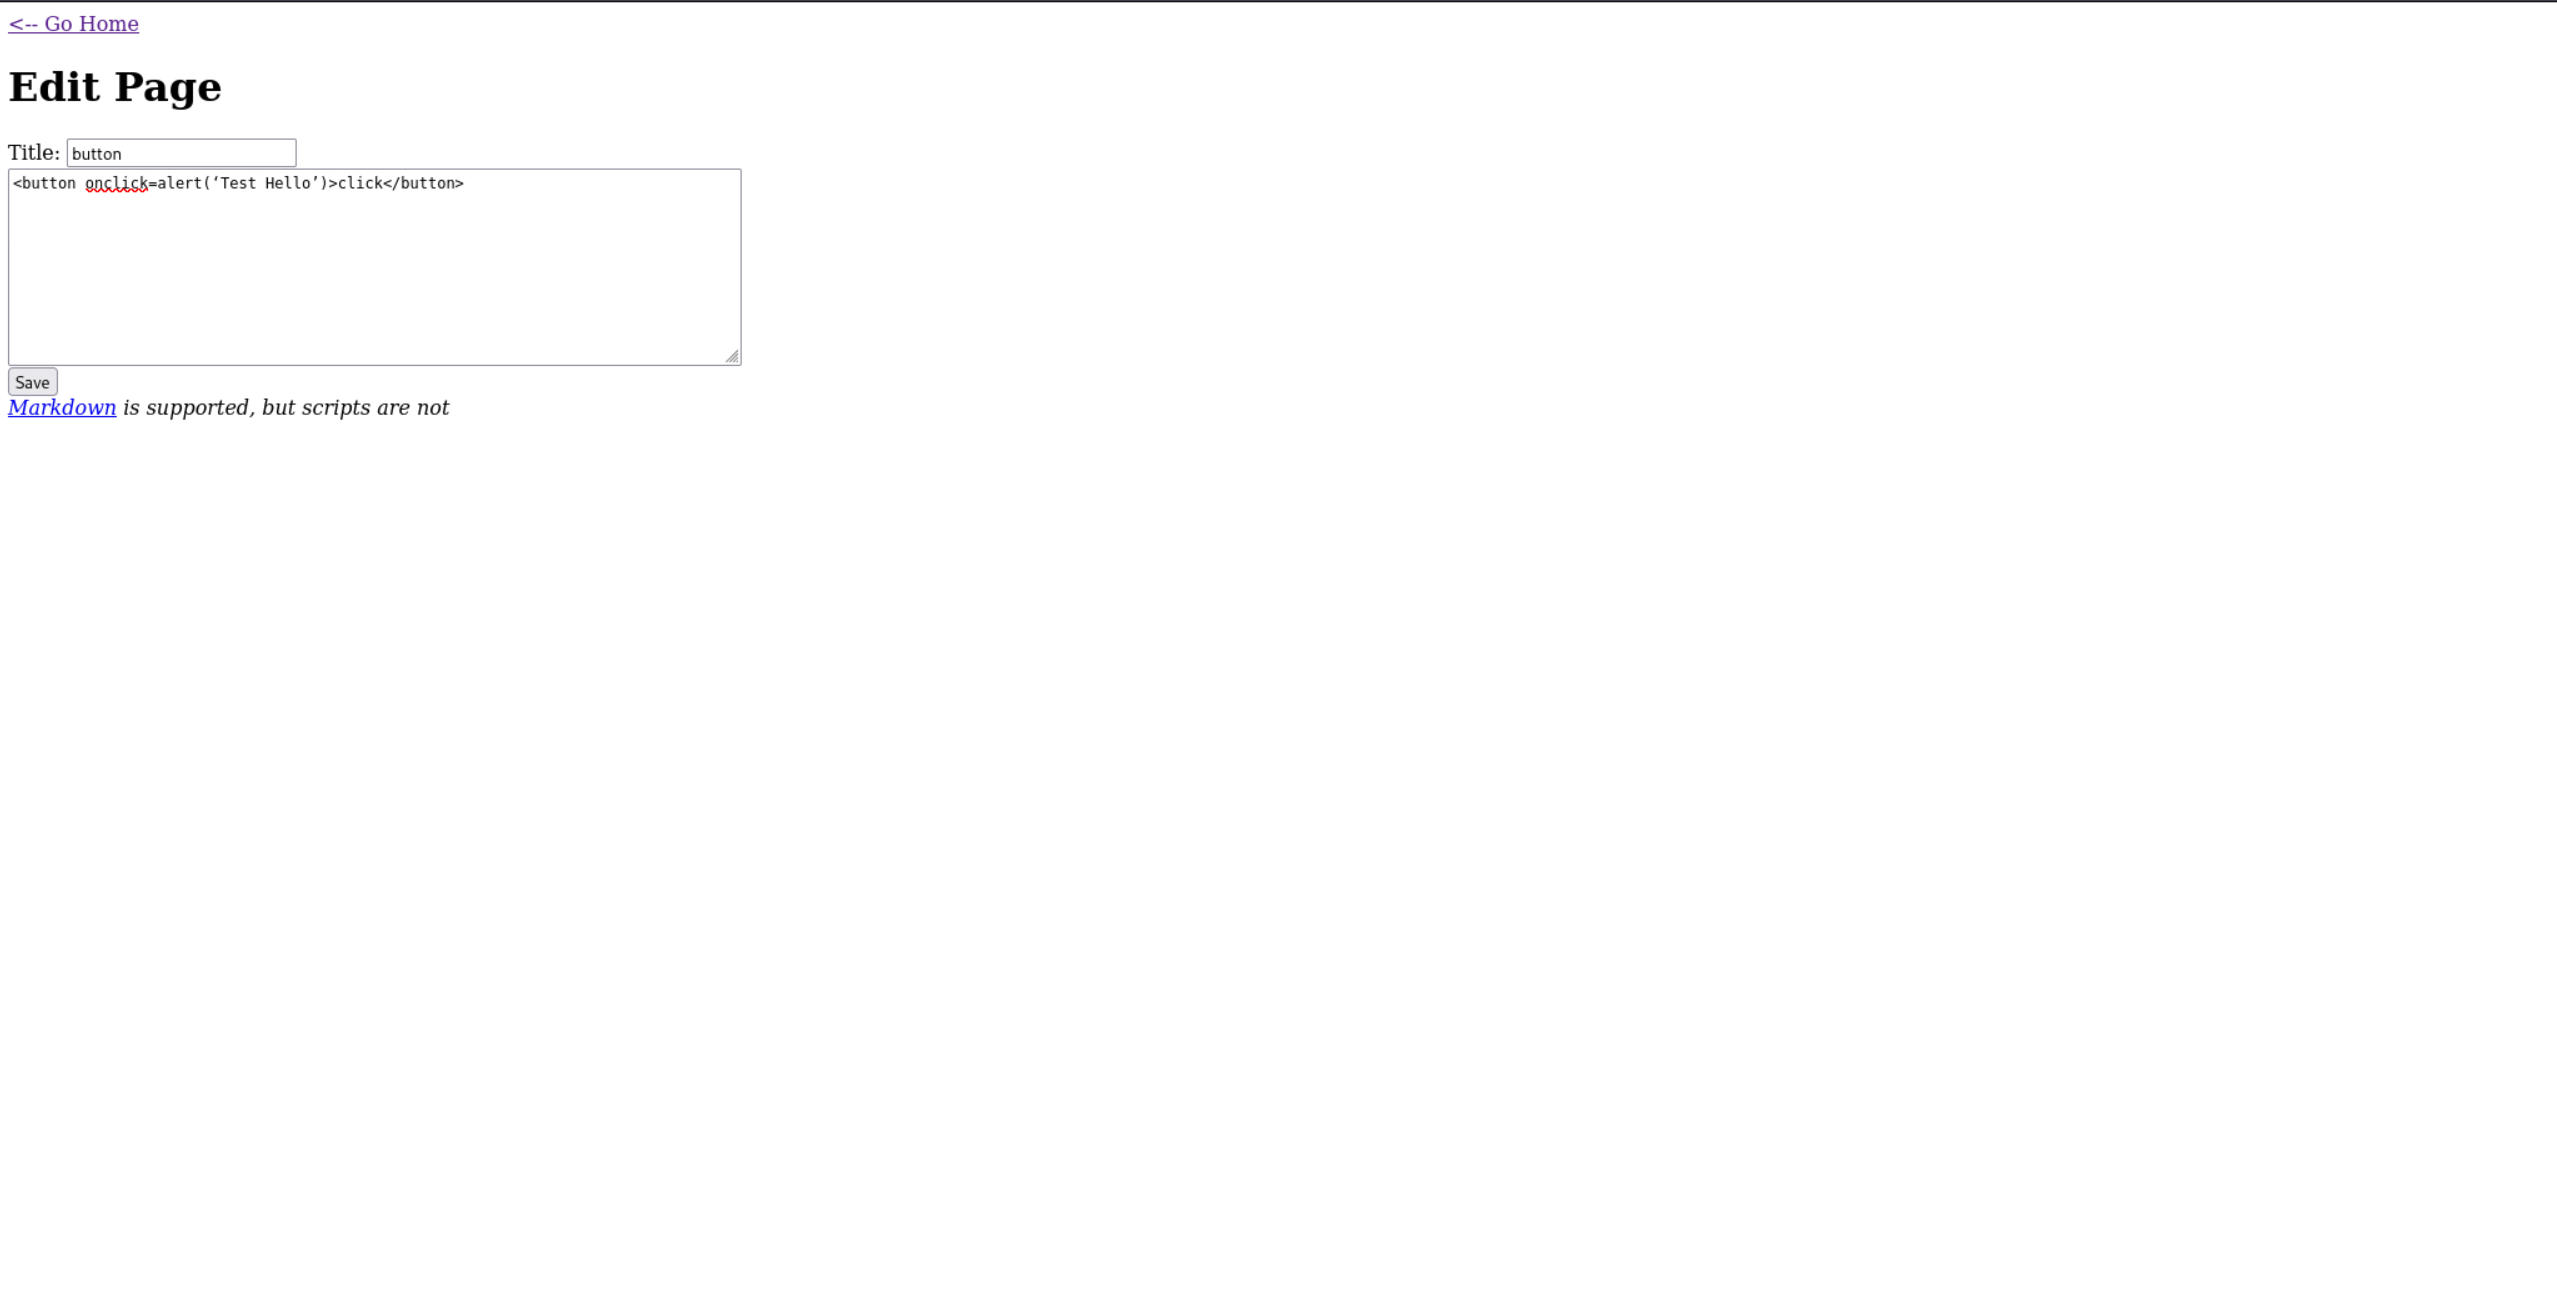 <-- Go Home
Edit Page
Title: button
<button onclick=alert(‘Test Hello’)>click</button>
Save
Markdown is supported, but scripts are not